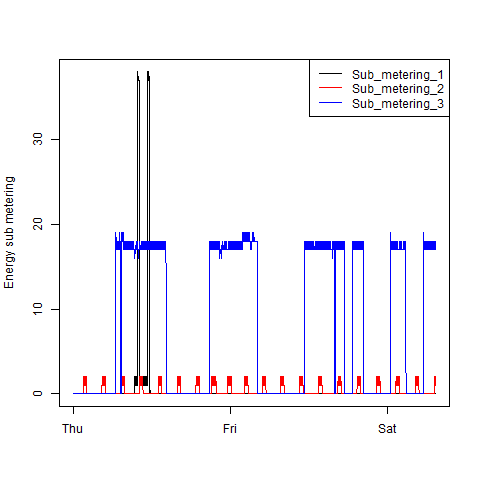 Sub_metering_1
Sub_metering_2
Sub_metering_3
Energy sub metering
30
20
10
0
Thu Fri Sat